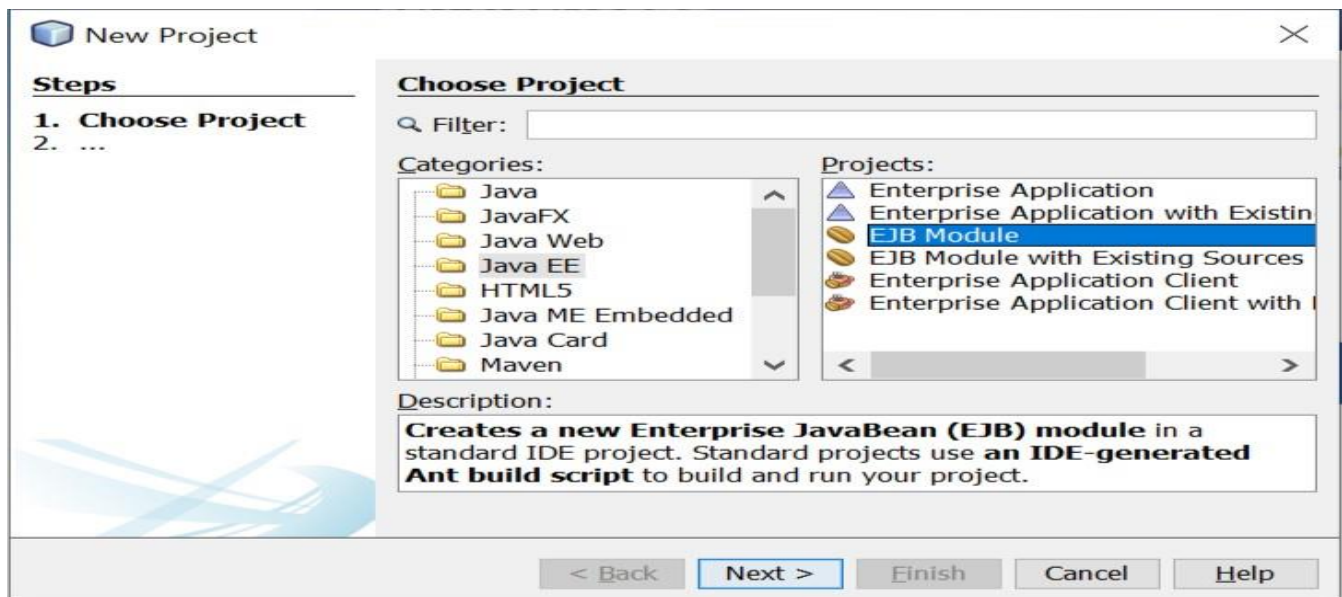 New Project
Steps
1. Choose Project
2. ...
Choose Project
Filter:
Categories:
Java
JavaFX
Java Web
Java EE
HTML5
Java ME Embedded
Java Card
Maven
Projects:
Enterprise Application
Enterprise Application with Existin
EJB Module
EJB Module with Existing Sources
Enterprise Application Client
Enterprise Application Client with
Description:
Creates a new Enterprise JavaBean (EJB) module in a
standard IDE project. Standard projects use an IDE-generated
Ant build script to build and run your project.
< Back
Next >
Finish
Cancel
Help